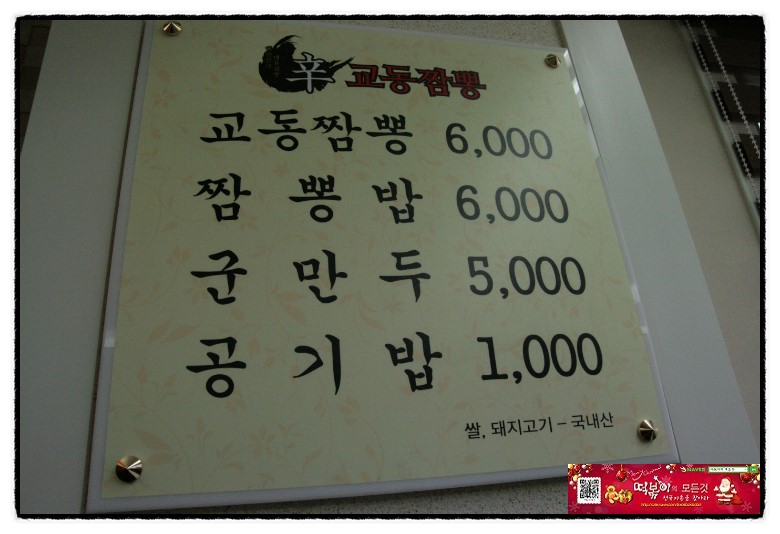 辛 교동짬뽕
교동짬뽕 6,000
짬뽕밥 6,000
군만두 5,000
공기밥 1,000
쌀, 돼지고기 - 국내산
NAVER
떡볶이의 모든것